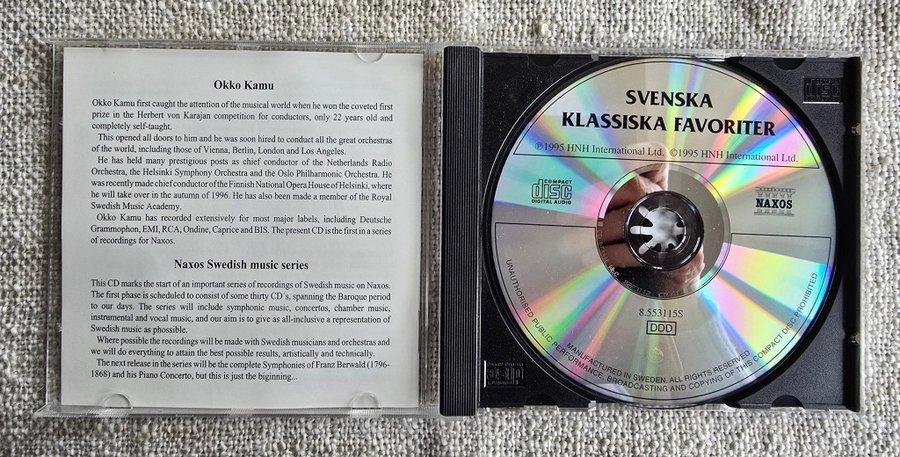 Okko Kamu
Okko Kamu first caught the attention of the musical world when he won the coveted first
prize in the Herbert von Karajan competition for conductors, only 22 years old and
completely self-taught.
This opened all doors to him and he was soon hired to conduct all the great orchestras
of the world, including those of Vienna, Berlin, London and Los Angeles.
He has held many prestigious posts as chief conductor of the Netherlands Radio
Orchestra, the Helsinki Symphony Orchestra and the Oslo Philharmonic Orchestra. He
was recently made chief conductor of the Finnish National Opera House of Helsinki, where
he will take over in the autumn of 1996. He has also been made a member of the Royal
Swedish Music Academy.
Okko Kamu has recorded extensively for most major labels, including Deutsche
Grammophon, EMI, RCA, Ondine, Caprice and BIS. The present CD is the first in a series
of recordings for Naxos.
Naxos Swedish music series
This CD marks the start of an important series of recordings of Swedish music on Naxos.
The first phase is scheduled to consist of some thirty CD´s, spanning the Baroque period
to our days. The series will include symphonic music, concertos, chamber music,
instrumental and vocal music, and our aim is to give as all-inclusive a representation of
Swedish music as phossible.
Where possible the recordings will be made with Swedish musicians and orchestras and
we will do everything to attain the best possible results, artistically and technically.
The next release in the series will be the complete Symphonies of Franz Berwald (1796-
1868) and his Piano Concerto, but this is just the beginning...
SVENSKA
KLASSISKA FAVORITER
℗1995 HNH International Ltd. ©1995 HNH International Ltd.
COMPACT
disc
DIGITAL AUDIO
NAXOS
8.553115S
DDD
MANUFACTURED IN SWEDEN. ALL RIGHTS RESERVED
UNAUTHORISED PUBLIC PERFORMANCE, BROADCASTING AND COPYING OF THIS COMPACT DISC PROHIBITED
disc